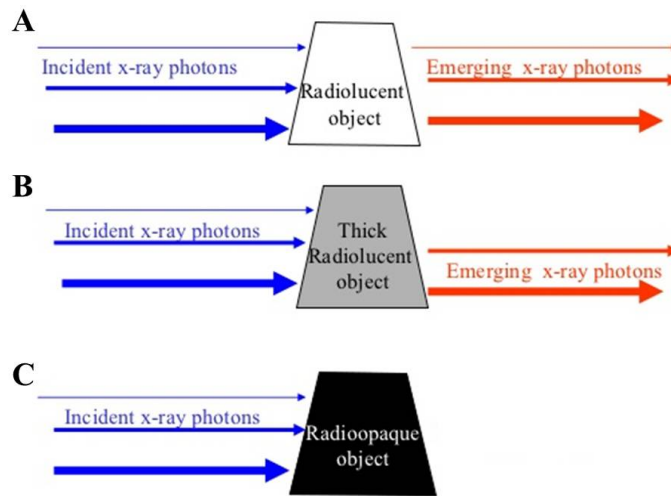 A
Incident x-ray photons
Emerging x-ray photons
Radiolucent
object
B
Incident x-ray photons
Thick
Radiolucent
object
Emerging x-ray photons
C
Incident x-ray photons
Radioopaque
object